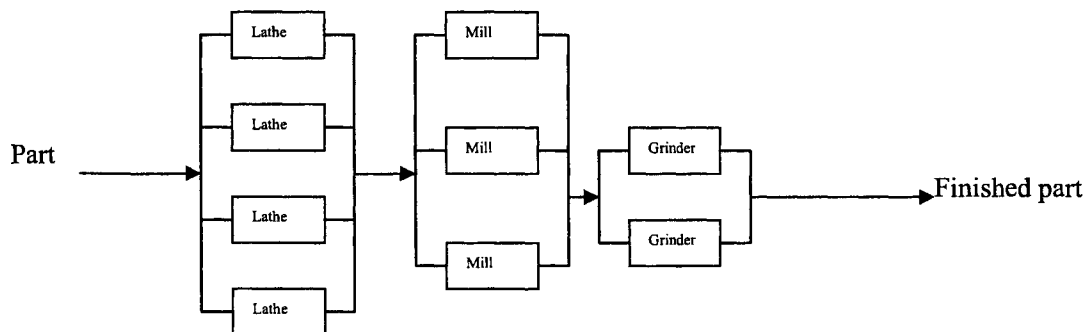 Part
Lathe
Lathe
Lathe
Lathe
Mill
Mill
Mill
Grinder
Grinder
Finished part